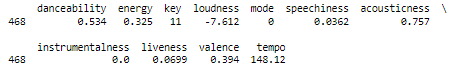 danceability energy key loudness mode speechiness acousticness \
468 0.534 0.325 11 -7.612 0 0.0362 0.757
instrumentalness liveness valence tempo
468 0.0 0.0699 0.394 148.12